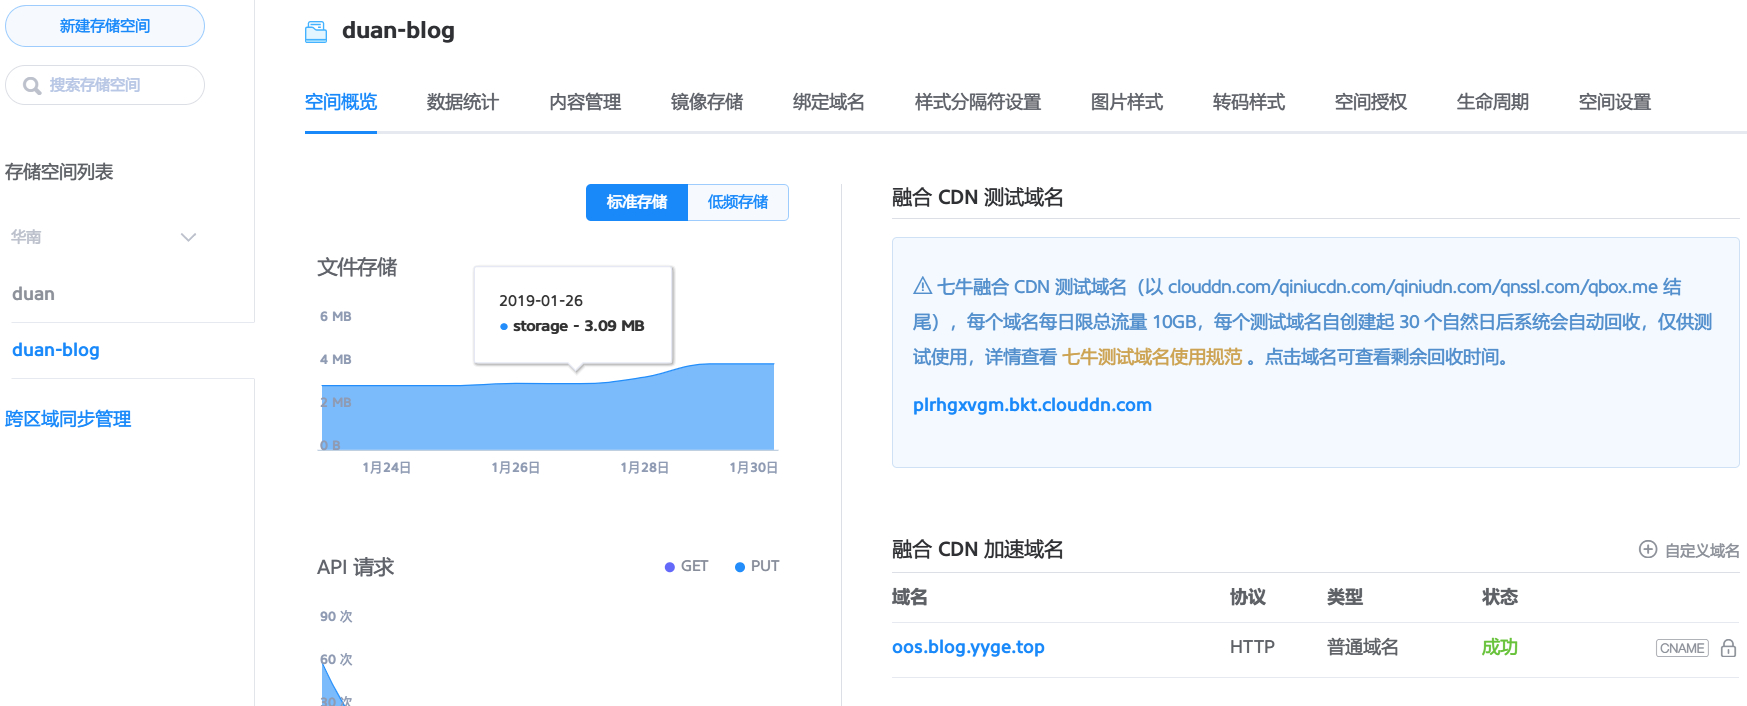 新建存储空间
搜索存储空间
存储空间列表
华南
duan
duan-blog
跨区域同步管理
duan-blog
空间概览 数据统计 内容管理 镜像存储 绑定域名 样式分隔符设置 图片样式 转码样式 空间授权 生命周期 空间设置
标准存储 低频存储
文件存储
2019-01-26
storage - 3.09 MB
6 MB
4 MB
2 MB
0 B
1月24日 1月26日 1月28日 1月30日
API 请求
GET PUT
90 次
60 次
30 次
融合 CDN 测试域名
七牛融合 CDN 测试域名（以 clouddn.com/qiniucdn.com/qiniudn.com/qnssl.com/qbox.me 结
尾），每个域名每日限总流量 10GB，每个测试域名自创建起 30 个自然日后系统会自动回收，仅供测
试使用，详情查看 七牛测试域名使用规范 。点击域名可查看剩余回收时间。
plrhgxvgm.bkt.clouddn.com
融合 CDN 加速域名 自定义域名
域名 协议 类型 状态
oos.blog.yyge.top HTTP 普通域名 成功 CNAME